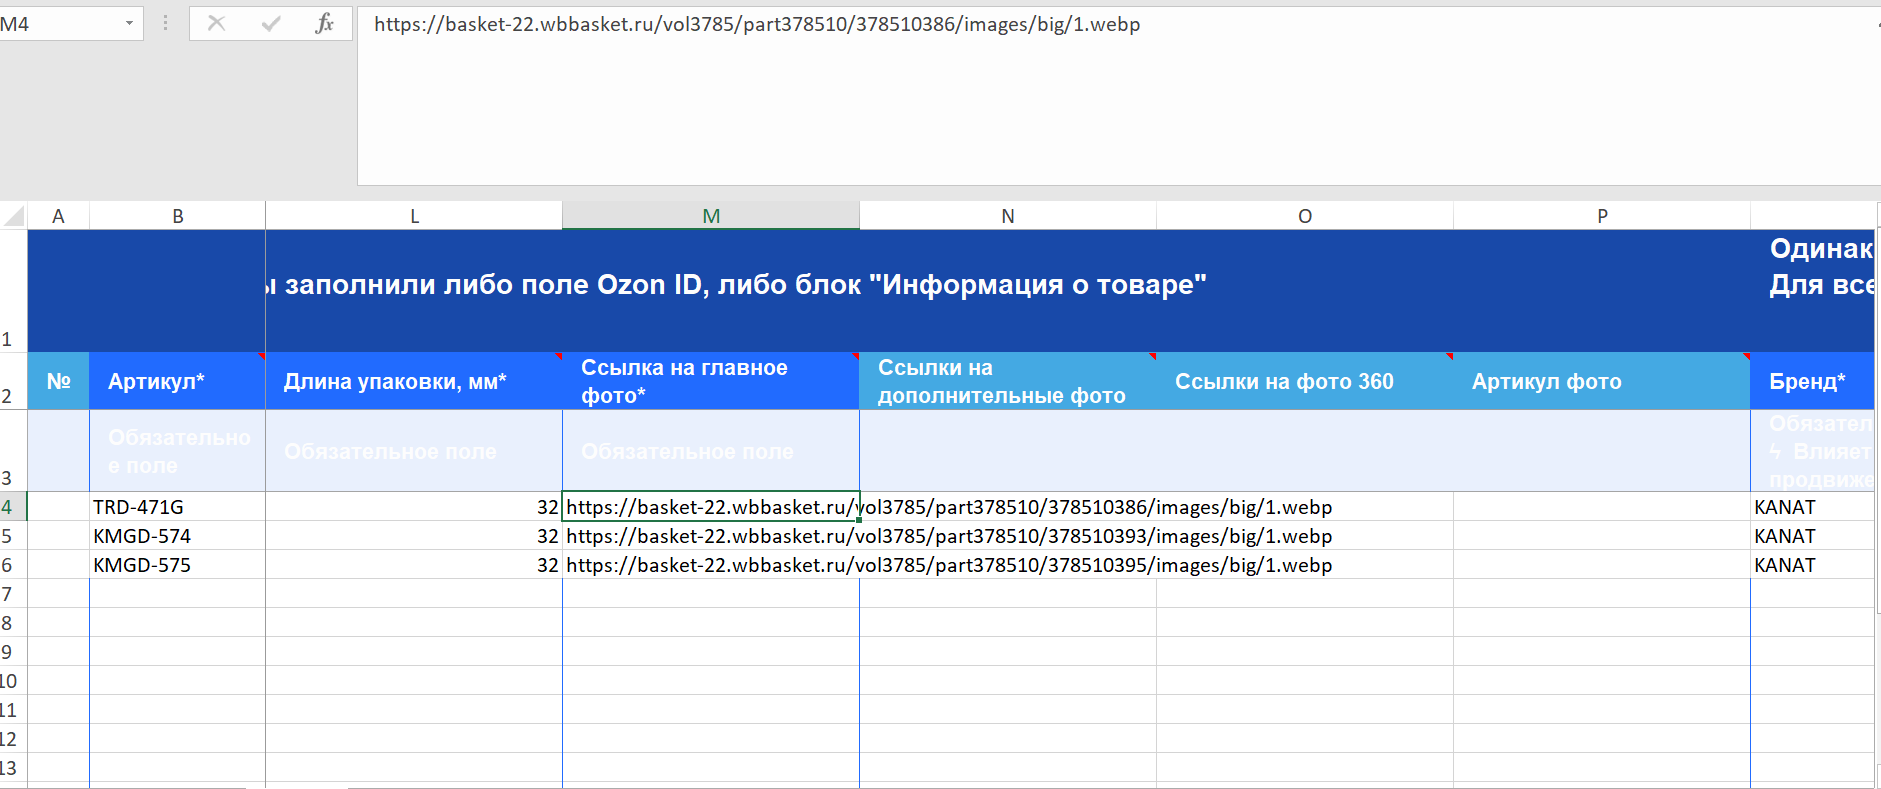 M4
fx
https://basket-22.wbbasket.ru/vol3785/part378510/378510386/images/big/1.webp
A B L M N O P
1 ы заполнили либо поле Ozon ID, либо блок "Информация о товаре" Одинак
Для все
2 № Артикул* Длина упаковки, мм* Ссылка на главное фото* Ссылки на дополнительные фото Ссылки на фото 360 Артикул фото Бренд*
3 Обязательно
е поле Обязательное поле Обязательное поле Обязател
ϟ Влияет
продвиже
4 TRD-471G 32 https://basket-22.wbbasket.ru/vol3785/part378510/378510386/images/big/1.webp KANAT
5 KMGD-574 32 https://basket-22.wbbasket.ru/vol3785/part378510/378510393/images/big/1.webp KANAT
6 KMGD-575 32 https://basket-22.wbbasket.ru/vol3785/part378510/378510395/images/big/1.webp KANAT
7
8
9
10
11
12
13